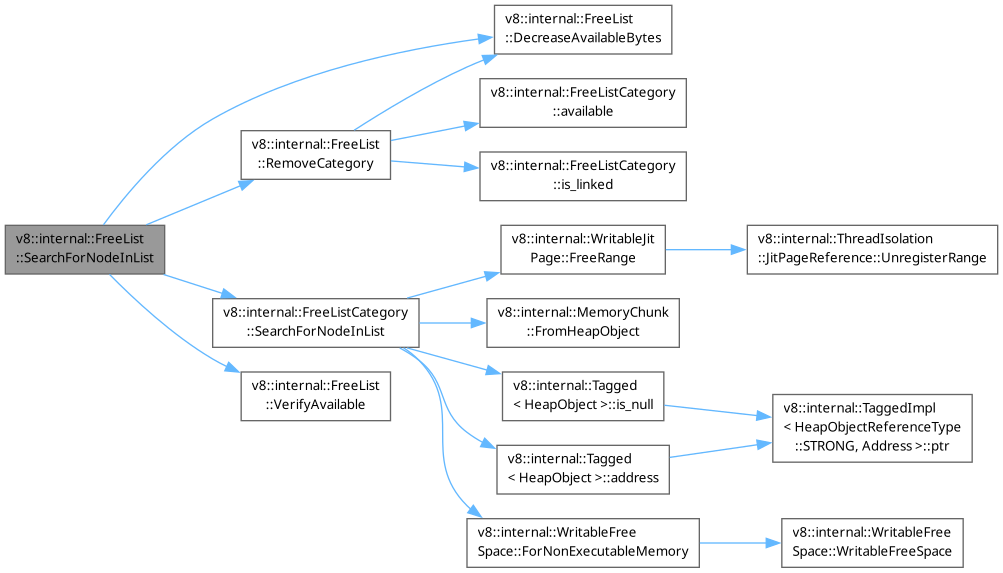 v8::internal::FreeList
::DecreaseAvailableBytes
v8::internal::FreeListCategory
::available
v8::internal::FreeList
::RemoveCategory
v8::internal::FreeListCategory
::is_linked
v8::internal::FreeList
::SearchForNodeInList
v8::internal::WritableJit
Page::FreeRange
v8::internal::ThreadIsolation
::JitPageReference::UnregisterRange
v8::internal::FreeListCategory
::SearchForNodeInList
v8::internal::MemoryChunk
::FromHeapObject
v8::internal::FreeList
::VerifyAvailable
v8::internal::Tagged
< HeapObject >::is_null
v8::internal::TaggedImpl
< HeapObjectReferenceType
::STRONG, Address >::ptr
v8::internal::Tagged
< HeapObject >::address
v8::internal::WritableFree
Space::ForNonExecutableMemory
v8::internal::WritableFree
Space::WritableFreeSpace